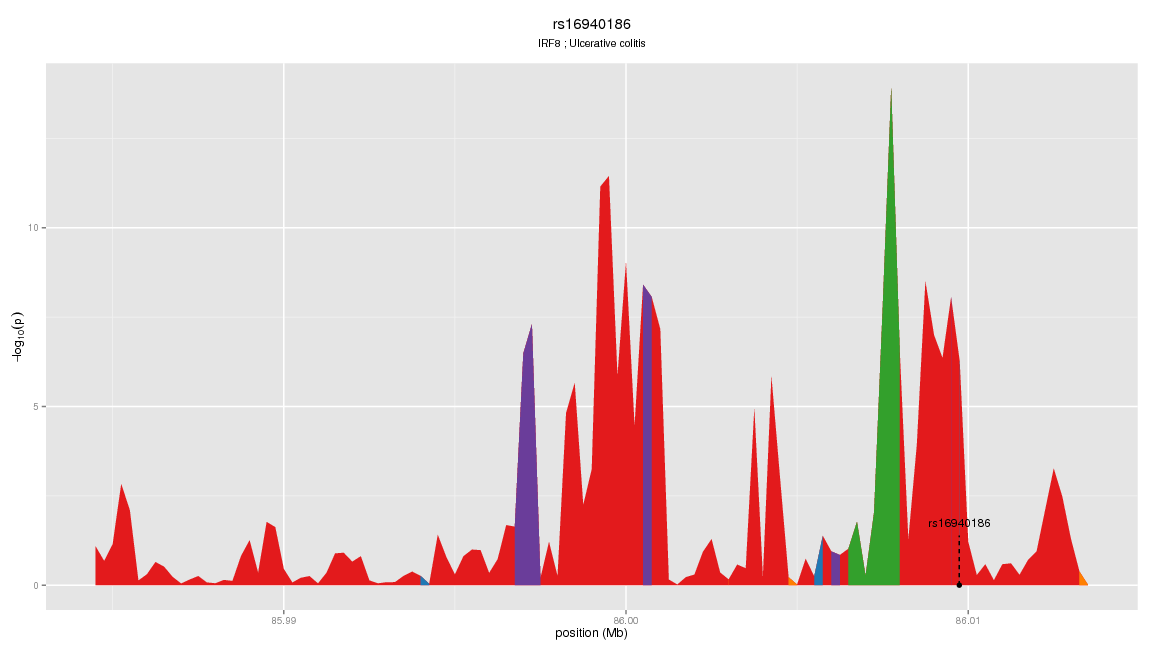 rs16940186
IRF8 ; Ulcerative colitis
10
5
0
−log10(p)
rs16940186
85.99
86.00
86.01
position (Mb)